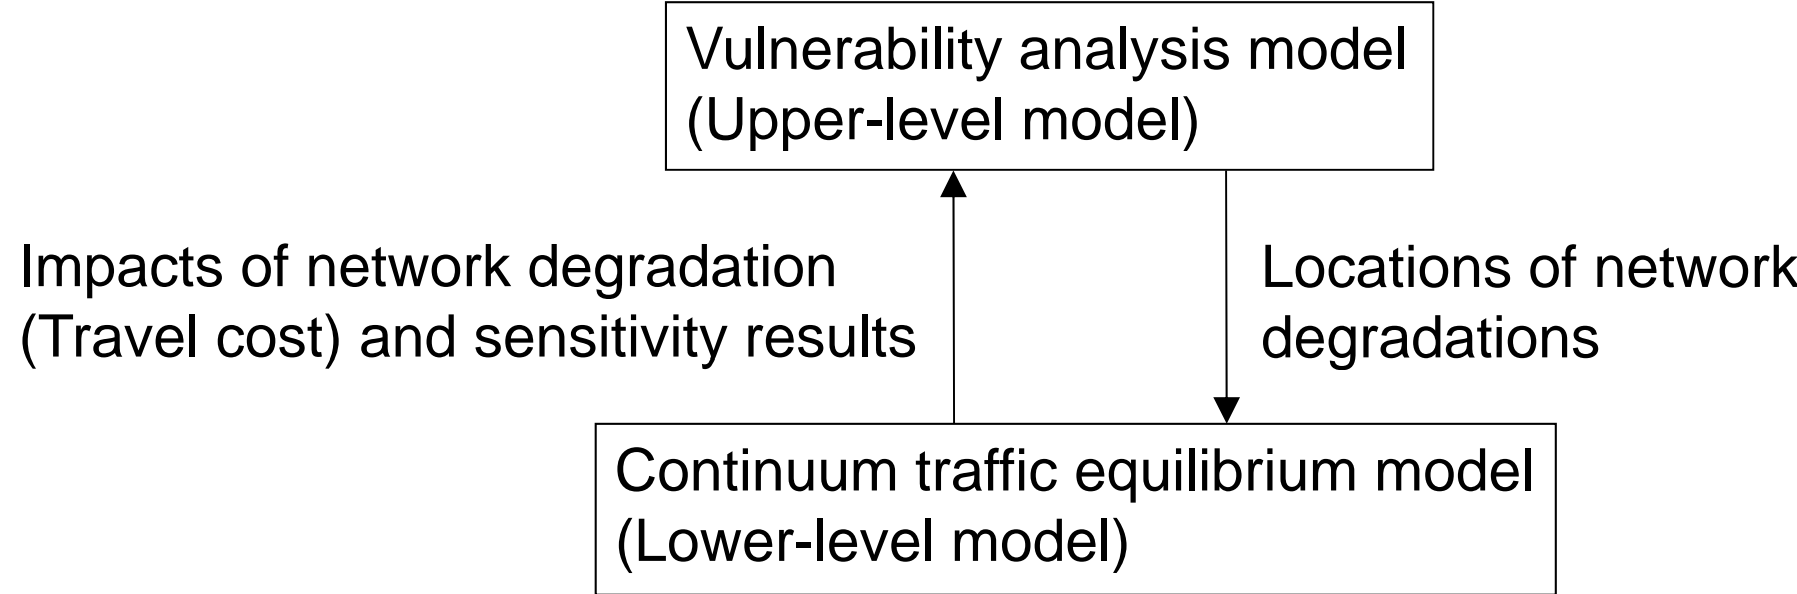 Vulnerability analysis model
(Upper-level model)
Impacts of network degradation
(Travel cost) and sensitivity results
Locations of network
degradations
Continuum traffic equilibrium model
(Lower-level model)